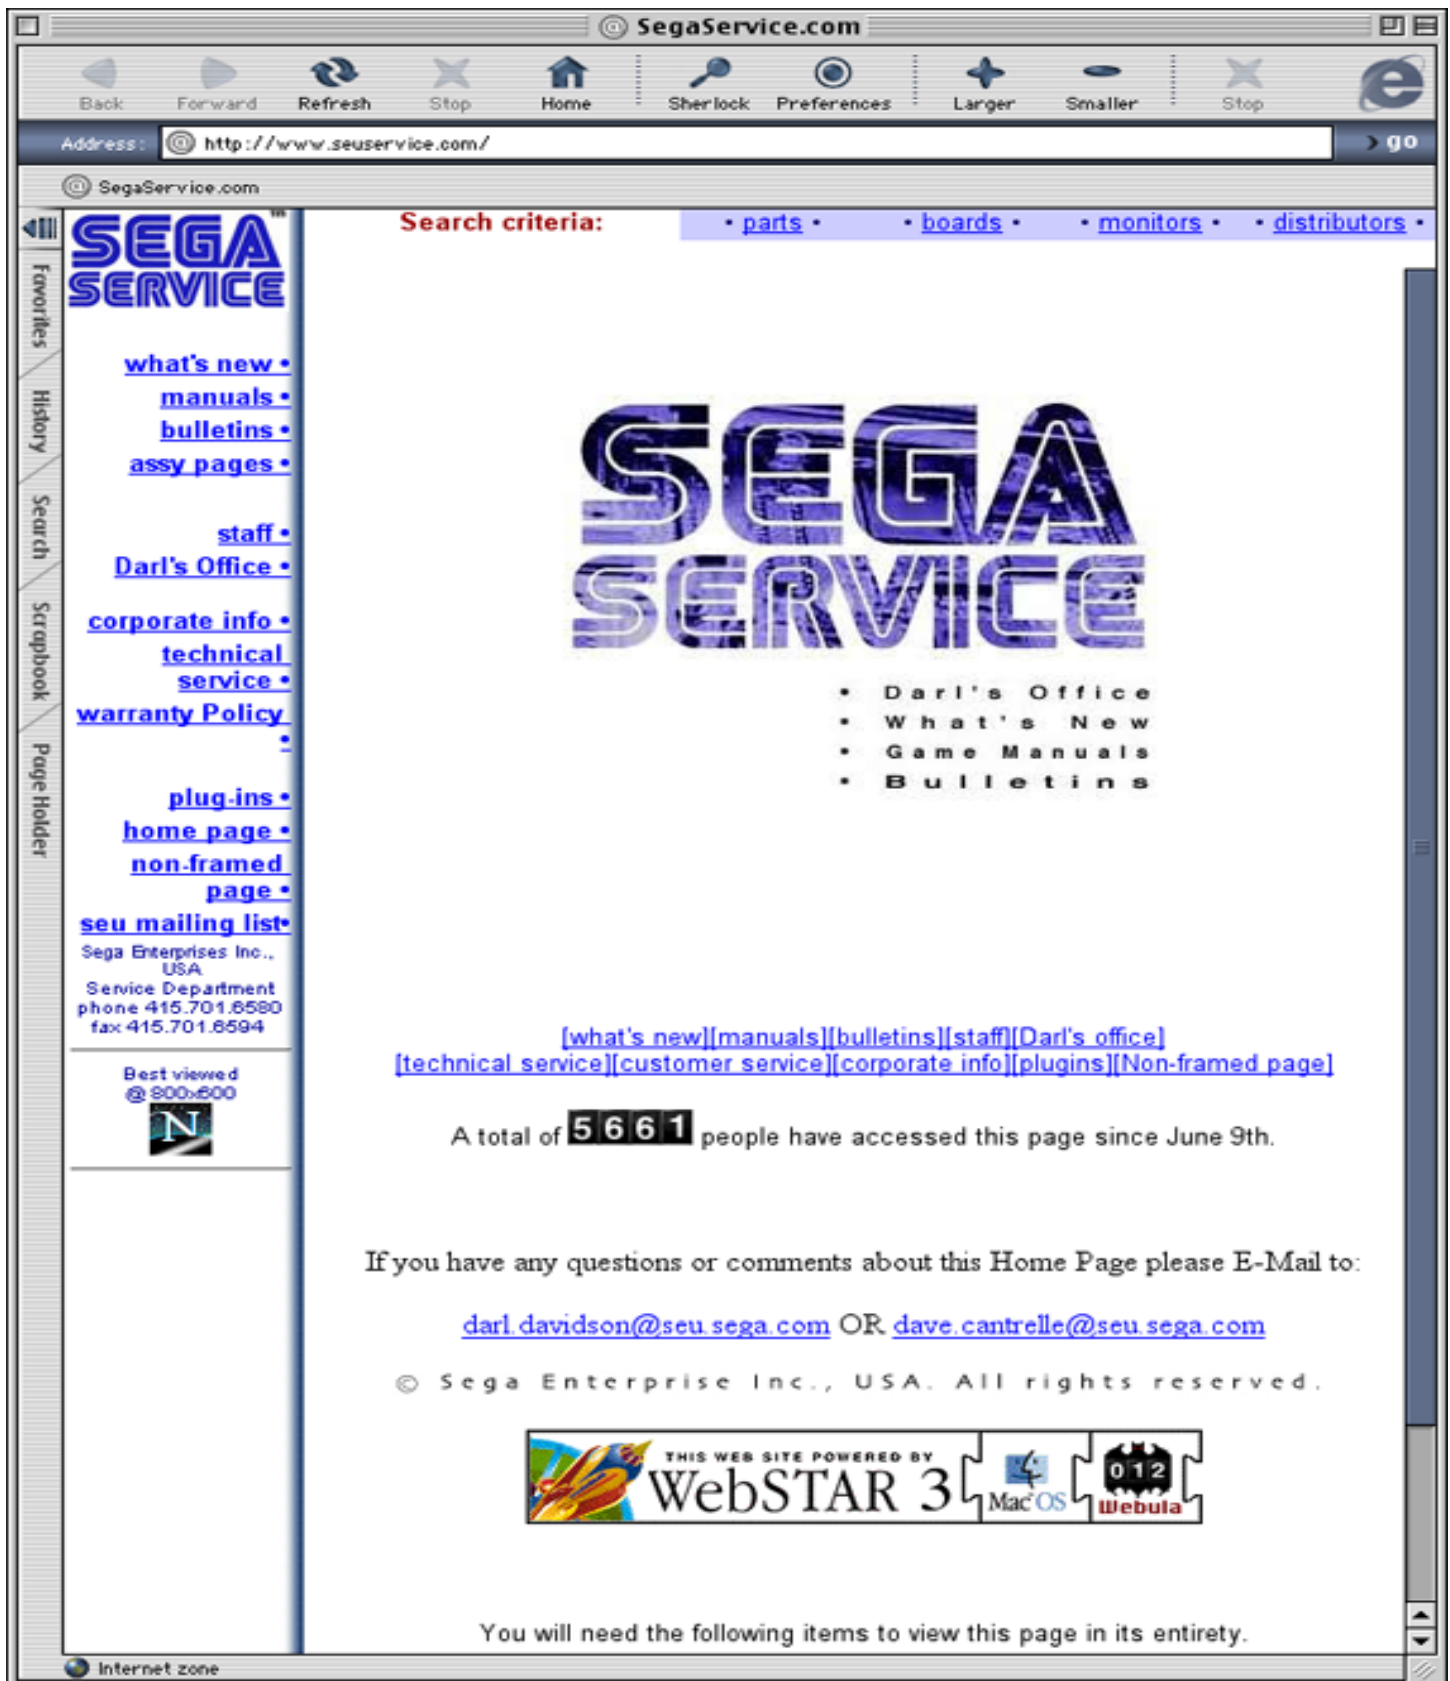 SegaService.com
Back Forward Refresh Stop Home Sherlock Preferences Larger Smaller Stop
Address: http://www.seuservice.com/ go
SegaService.com
Favorites
History
Search
Scrapbook
Page Holder
SEGA™
SERVICE
what's new •
manuals •
bulletins •
assy pages •
staff •
Darl's Office •
corporate info •
technical
service •
warranty Policy
•
plug-ins •
home page •
non-framed
page •
seu mailing list•
Sega Enterprises Inc.,
USA
Service Department
phone 415.701.6580
fax 415.701.6594
Best viewed
@ 800x600
N
Search criteria: • parts • • boards • • monitors • • distributors •
SEGA
SERVICE
• Darl's Office
• What's New
• Game Manuals
• Bulletins
[what's new][manuals][bulletins][staff][Darl's office]
[technical service][customer service][corporate info][plugins][Non-framed page]
A total of 5661 people have accessed this page since June 9th.
If you have any questions or comments about this Home Page please E-Mail to:
darl.davidson@seu.sega.com OR dave.cantrelle@seu.sega.com
© Sega Enterprise Inc., USA. All rights reserved.
THIS WEB SITE POWERED BY
WebSTAR 3
Mac OS
012
Webula
You will need the following items to view this page in its entirety.
Internet zone